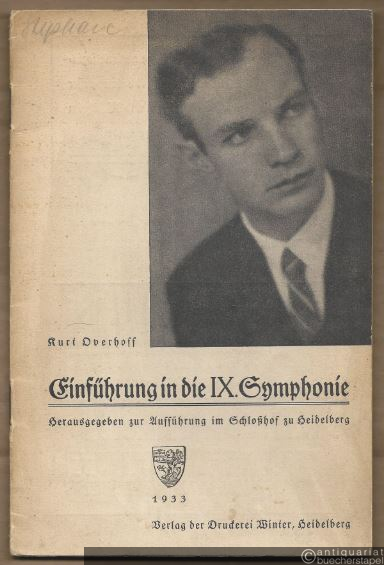 Kurt Overhoff
Einführung in die IX. Symphonie
Herausgegeben zur Aufführung im Schloßhof zu Heidelberg
1933
Verlag der Druckerei Winter, Heidelberg
antiquariat
buecherstapel